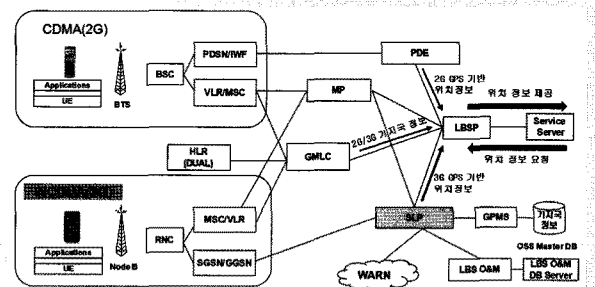 CDMA(2G)
Applications
UE
BTS
BSC
PDSN/IWF
VLR/MSC
HLR
(DUAL)
RNC
MSC/VLR
SGSN/GGSN
Applications
UE
Node B
MP
GMLC
PDE
2G GPS 기반
위치정보
2G/3G 기지국 정보
3G GPS 기반
위치정보
위치 정보 제공
LBSP
Service
Server
위치 정보 요청
SLP
GPMS
기지국
정보
OSS Master DB
WARN
LBS O&M
LBS O&M
DB Server